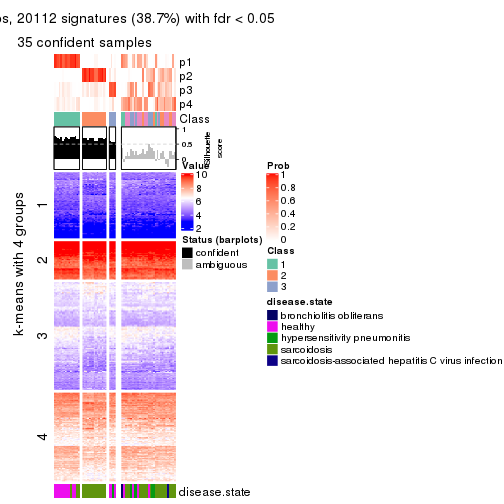 ps, 20112 signatures (38.7%) with fdr < 0.05
35 confident samples
p1
p2
p3
p4
Class
1
0.5
0
Silhouette
score
k-means with 4 groups
1
2
3
4
Value
10
8
6
4
2
Status (barplots)
confident
ambiguous
Prob
1
0.8
0.6
0.4
0.2
0
Class
1
2
3
disease.state
bronchiolitis obliterans
healthy
hypersensitivity pneumonitis
sarcoidosis
sarcoidosis-associated hepatitis C virus infection
disease.state